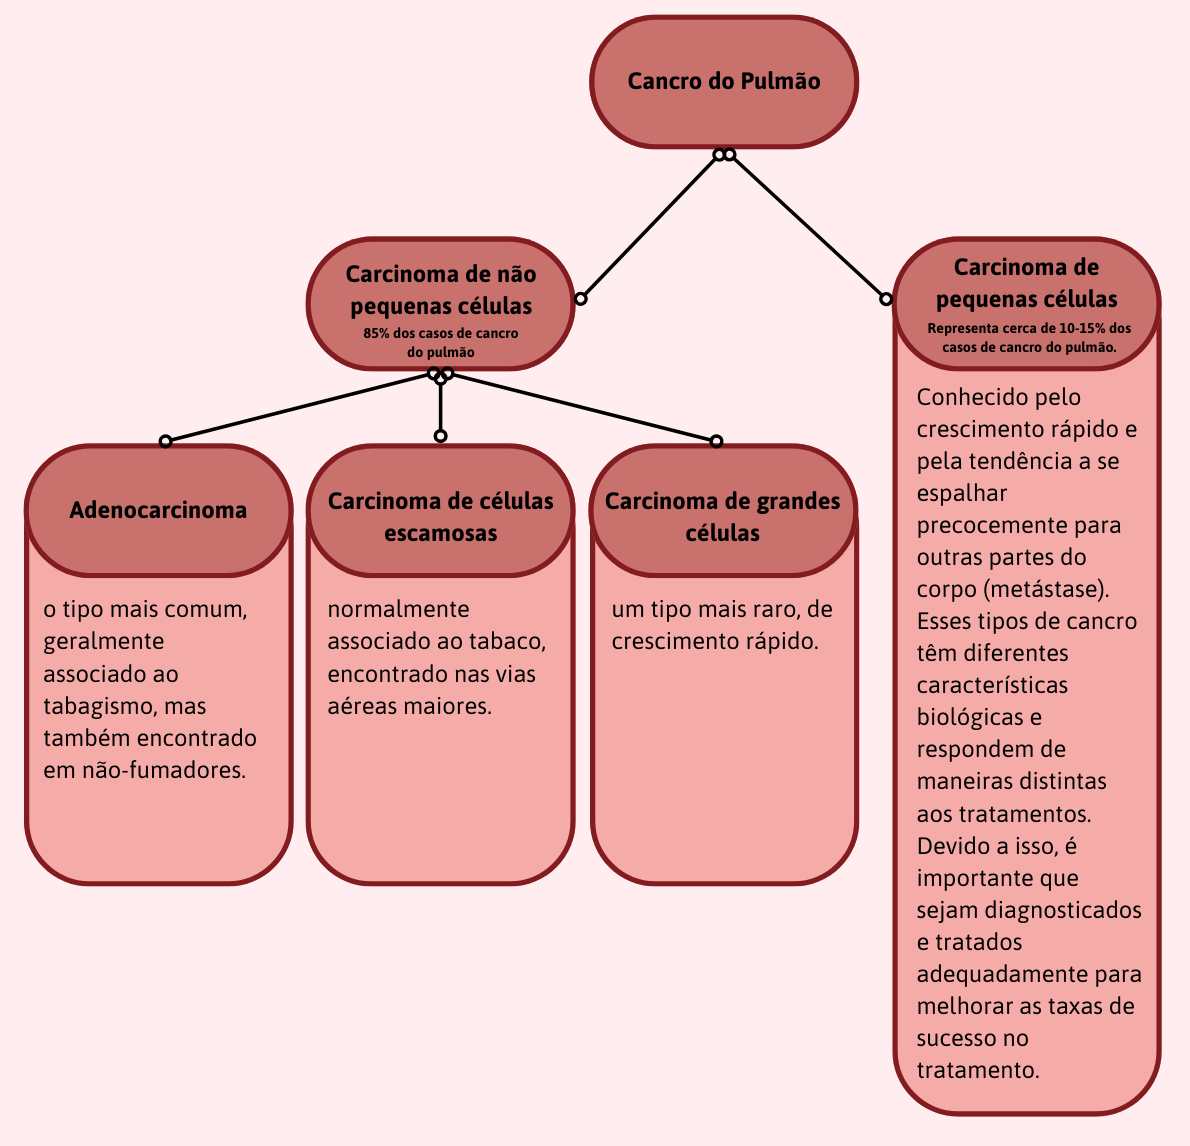 Cancro do Pulmão
Carcinoma de não
pequenas células
85% dos casos de cancro
do pulmão
Carcinoma de
pequenas células
Representa cerca de 10-15% dos
casos de cancro do pulmão.
Conhecido pelo
crescimento rápido e
pela tendência a se
espalhar
precocemente para
outras partes do
corpo (metástase).
Esses tipos de cancro
têm diferentes
características
biológicas e
respondem de
maneiras distintas
aos tratamentos.
Devido a isso, é
importante que
sejam diagnosticados
e tratados
adequadamente para
melhorar as taxas de
sucesso no
tratamento.
Adenocarcinoma
o tipo mais comum,
geralmente
associado ao
tabagismo, mas
também encontrado
em não-fumadores.
Carcinoma de células
escamosas
normalmente
associado ao tabaco,
encontrado nas vias
aéreas maiores.
Carcinoma de grandes
células
um tipo mais raro, de
crescimento rápido.